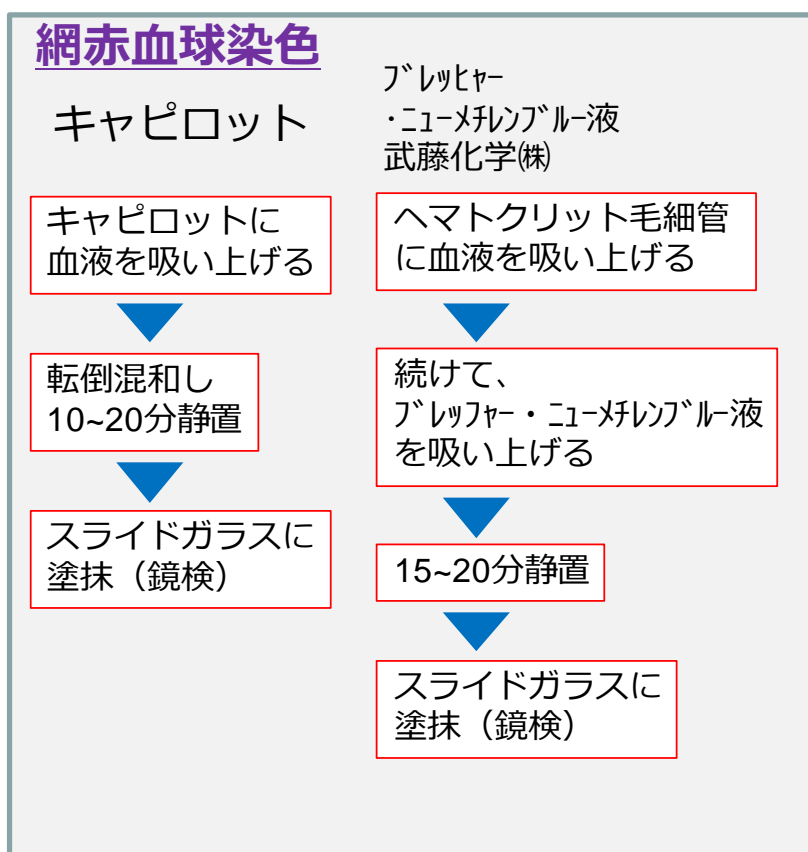 網赤血球染色
キャピロット
キャピロットに
血液を吸い上げる
転倒混和し
10~20分静置
スライドガラスに
塗抹（鏡検）
ﾌﾞﾚｯﾋｬｰ
・ﾆｭｰﾒﾁﾚﾝﾌﾞﾙｰ液
武藤化学㈱
ヘマトクリット毛細管
に血液を吸い上げる
続けて、
ﾌﾞﾚｯﾌｬｰ・ﾆｭｰﾒﾁﾚﾝﾌﾞﾙｰ液
を吸い上げる
15~20分静置
スライドガラスに
塗抹（鏡検）